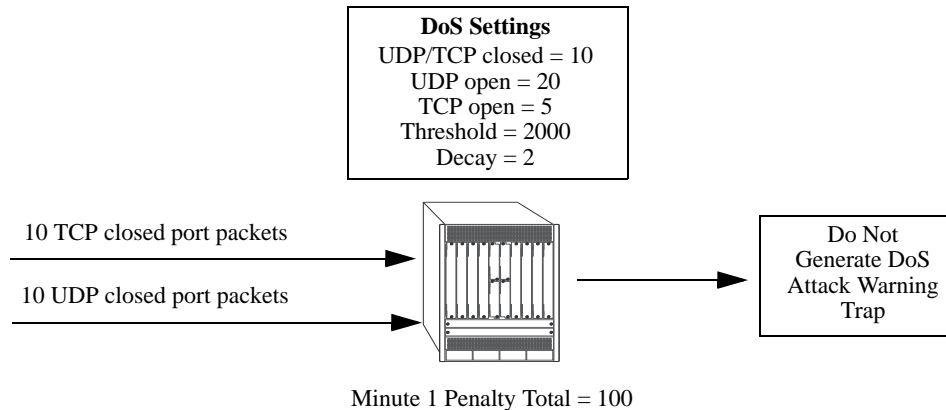 DoS Settings
UDP/TCP closed = 10
UDP open = 20
TCP open = 5
Threshold = 2000
Decay = 2
10 TCP closed port packets
10 UDP closed port packets
Do Not
Generate DoS
Attack Warning
Trap
Minute 1 Penalty Total = 100